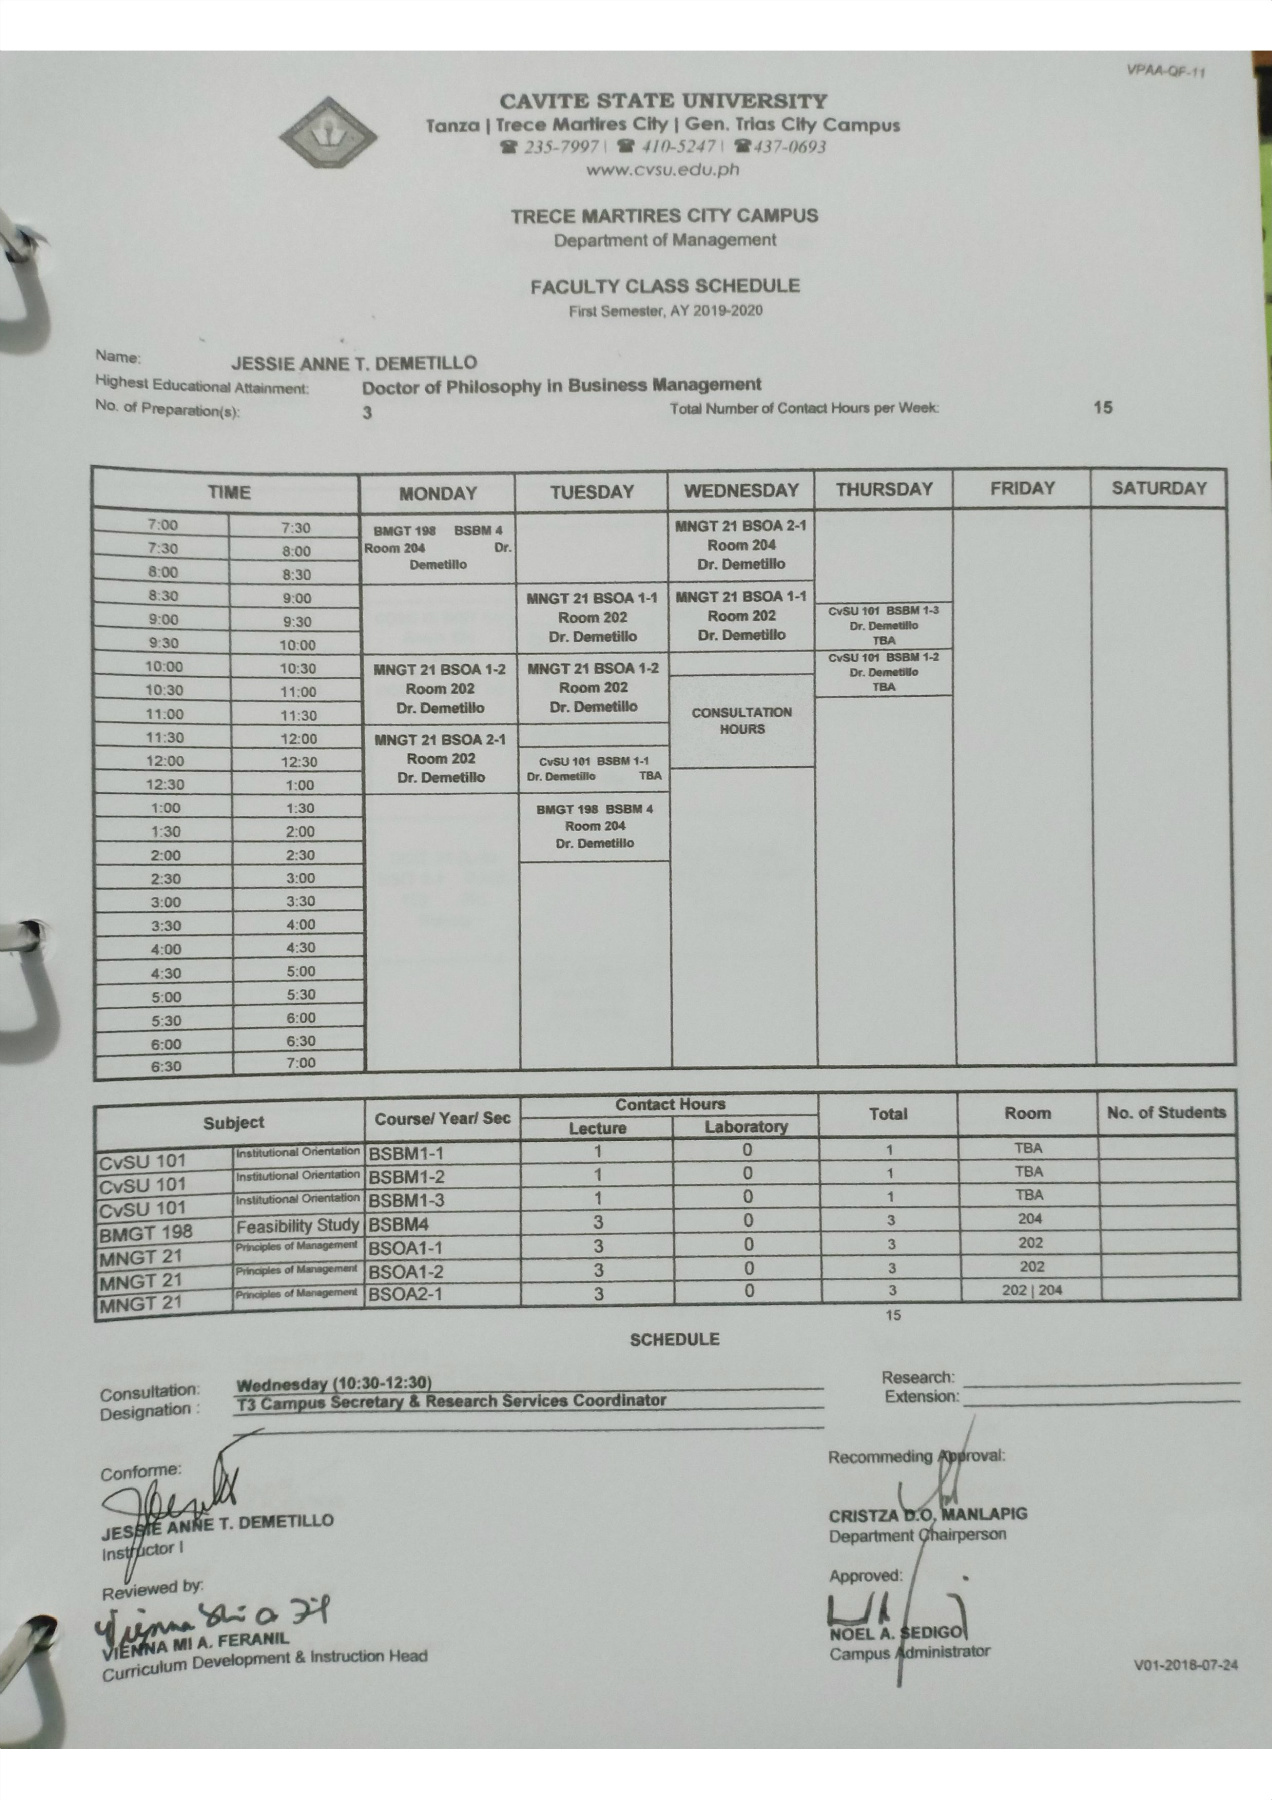 VPAA-QF-11
CAVITE STATE UNIVERSITY
Tanza | Trece Martires City | Gen. Trias City Campus
☎ 235-7997 | ☎ 410-5247 | ☎437-0693
www.cvsu.edu.ph
TRECE MARTIRES CITY CAMPUS
Department of Management
FACULTY CLASS SCHEDULE
First Semester, AY 2019-2020
Name: JESSIE ANNE T. DEMETILLO
Highest Educational Attainment: Doctor of Philosophy in Business Management
No. of Preparation(s): 3 Total Number of Contact Hours per Week: 15
TIME MONDAY TUESDAY WEDNESDAY THURSDAY FRIDAY SATURDAY
7:00 7:30
7:30 8:00
8:00 8:30
8:30 9:00
9:00 9:30
9:30 10:00
10:00 10:30
10:30 11:00
11:00 11:30
11:30 12:00
12:00 12:30
12:30 1:00
1:00 1:30
1:30 2:00
2:00 2:30
2:30 3:00
3:00 3:30
3:30 4:00
4:00 4:30
4:30 5:00
5:00 5:30
5:30 6:00
6:00 6:30
6:30 7:00
BMGT 198 BSBM 4
Room 204 Dr.
Demetillo
MNGT 21 BSOA 1-2
Room 202
Dr. Demetillo
MNGT 21 BSOA 2-1
Room 202
Dr. Demetillo
MNGT 21 BSOA 1-1
Room 202
Dr. Demetillo
MNGT 21 BSOA 1-2
Room 202
Dr. Demetillo
CvSU 101 BSBM 1-1
Dr. Demetillo TBA
BMGT 198 BSBM 4
Room 204
Dr. Demetillo
MNGT 21 BSOA 2-1
Room 204
Dr. Demetillo
MNGT 21 BSOA 1-1
Room 202
Dr. Demetillo
CONSULTATION
HOURS
CvSU 101 BSBM 1-3
Dr. Demetillo
TBA
CvSU 101 BSBM 1-2
Dr. Demetillo
TBA
Subject Course/ Year/ Sec Contact Hours Total Room No. of Students
Lecture Laboratory
CvSU 101 Institutional Orientation BSBM1-1 1 0 1 TBA
CvSU 101 Institutional Orientation BSBM1-2 1 0 1 TBA
CvSU 101 Institutional Orientation BSBM1-3 1 0 1 TBA
BMGT 198 Feasibility Study BSBM4 3 0 3 204
MNGT 21 Principles of Management BSOA1-1 3 0 3 202
MNGT 21 Principles of Management BSOA1-2 3 0 3 202
MNGT 21 Principles of Management BSOA2-1 3 0 3 202 | 204
15
SCHEDULE
Consultation: Wednesday (10:30-12:30) Research:
Designation : T3 Campus Secretary & Research Services Coordinator Extension:
Conforme: Recommeding Approval:
JESSIE ANNE T. DEMETILLO CRISTZA D.O. MANLAPIG
Instructor I Department Chairperson
Reviewed by: Approved:
VIENNA MI A. FERANIL NOEL A. SEDIGO
Curriculum Development & Instruction Head Campus Administrator
V01-2018-07-24